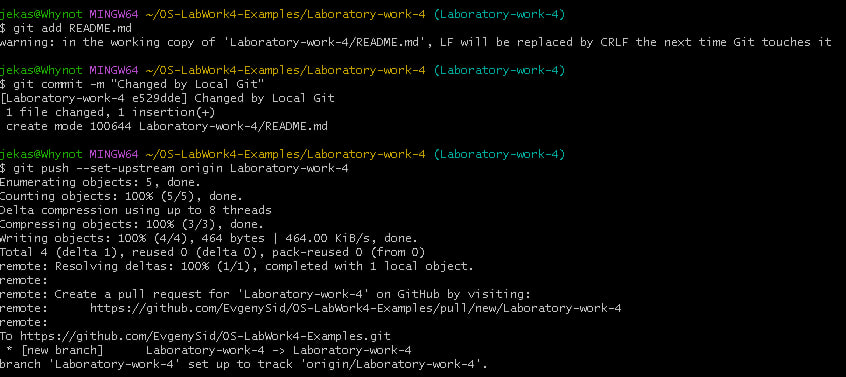 jekas@Whynot MINGW64 ~/OS-LabWork4-Examples/Laboratory-work-4 (Laboratory-work-4)
$ git add README.md
warning: in the working copy of 'Laboratory-work-4/README.md', LF will be replaced by CRLF the next time Git touches it
jekas@Whynot MINGW64 ~/OS-LabWork4-Examples/Laboratory-work-4 (Laboratory-work-4)
$ git commit -m "Changed by Local Git"
[Laboratory-work-4 e529dde] Changed by Local Git
 1 file changed, 1 insertion(+)
 create mode 100644 Laboratory-work-4/README.md
jekas@Whynot MINGW64 ~/OS-LabWork4-Examples/Laboratory-work-4 (Laboratory-work-4)
$ git push --set-upstream origin Laboratory-work-4
Enumerating objects: 5, done.
Counting objects: 100% (5/5), done.
Delta compression using up to 8 threads
Compressing objects: 100% (3/3), done.
Writing objects: 100% (4/4), 464 bytes | 464.00 KiB/s, done.
Total 4 (delta 1), reused 0 (delta 0), pack-reused 0 (from 0)
remote: Resolving deltas: 100% (1/1), completed with 1 local object.
remote:
remote: Create a pull request for 'Laboratory-work-4' on GitHub by visiting:
remote:      https://github.com/EvgenySid/OS-LabWork4-Examples/pull/new/Laboratory-work-4
remote:
To https://github.com/EvgenySid/OS-LabWork4-Examples.git
 * [new branch]      Laboratory-work-4 -> Laboratory-work-4
branch 'Laboratory-work-4' set up to track 'origin/Laboratory-work-4'.